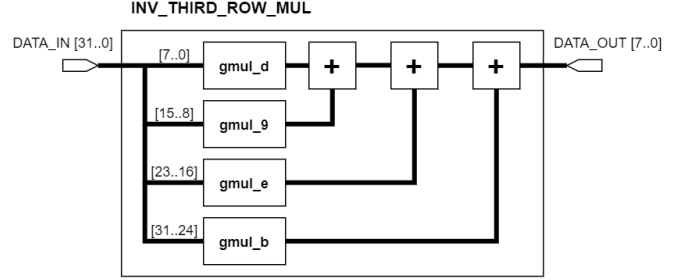 INV_THIRD_ROW_MUL
DATA_IN [31..0]
DATA_OUT [7..0]
[7..0]
gmul_d
+
+
+
[15..8]
gmul_9
[23..16]
gmul_e
[31..24]
gmul_b